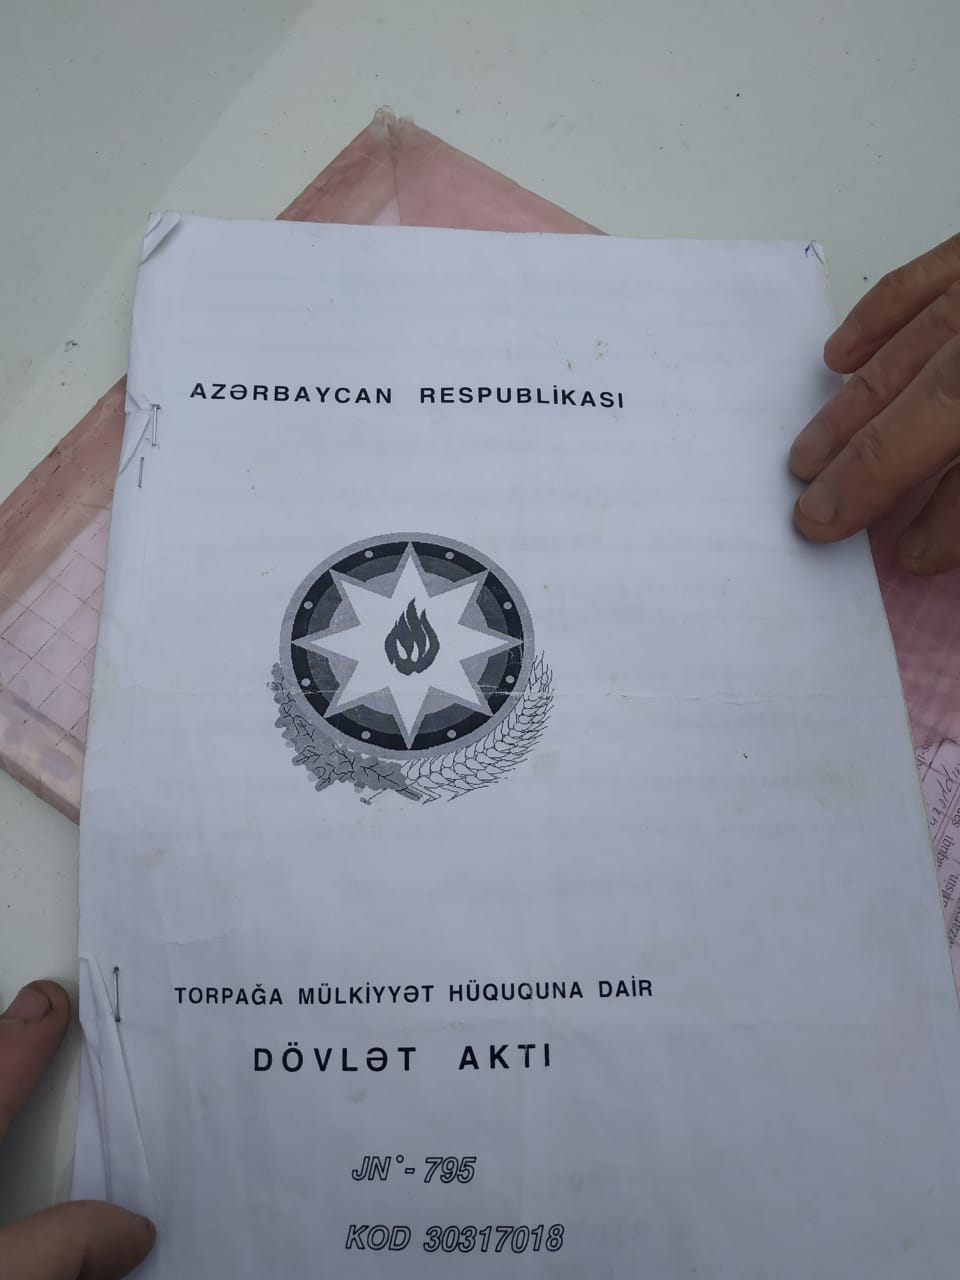 AZƏRBAYCAN RESPUBLİKASI
TORPAĞA MÜLKİYYƏT HÜQUQUNA DAİR
DÖVLƏT AKTI
JN°- 795
KOD 30317018